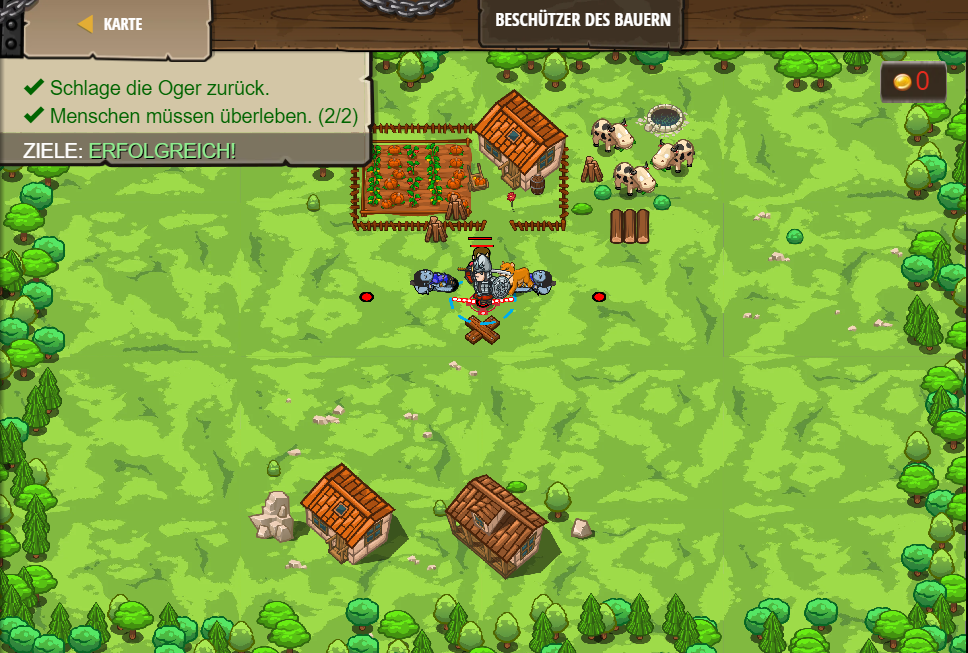 KARTE
BESCHÜTZER DES BAUERN
0
Schlage die Oger zurück.
Menschen müssen überleben. (2/2)
ZIELE: ERFOLGREICH!